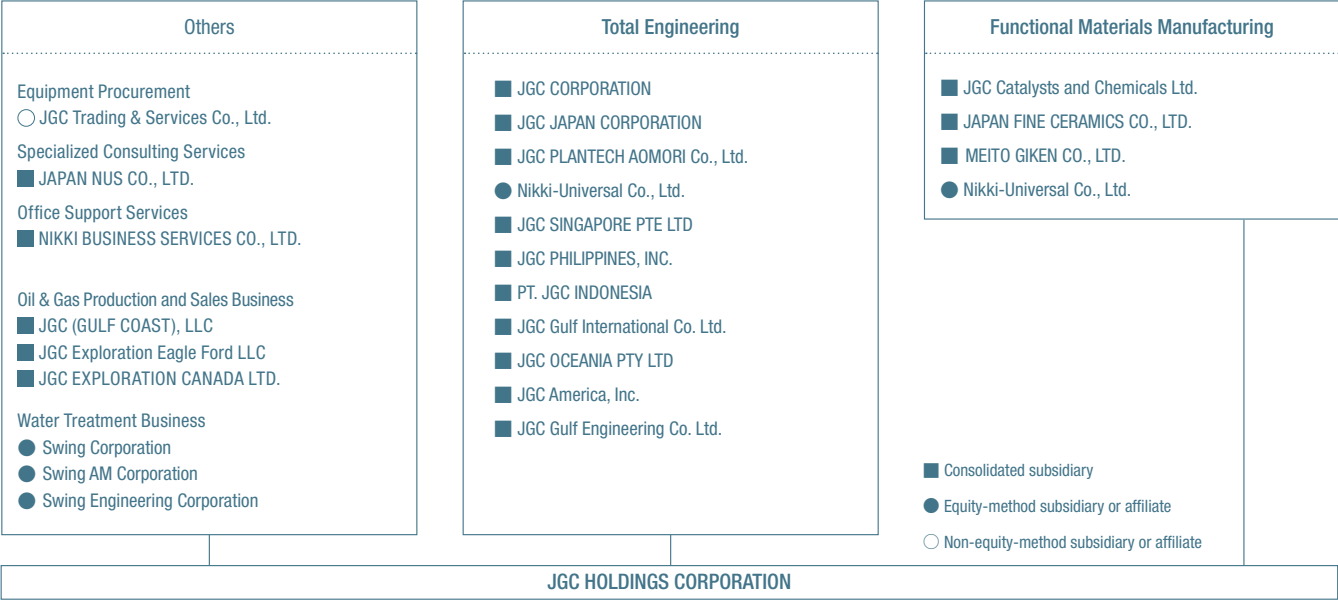 Others
Equipment Procurement
JGC Trading & Services Co., Ltd.
Specialized Consulting Services
JAPAN NUS CO., LTD.
Office Support Services
NIKKI BUSINESS SERVICES CO., LTD.
Oil & Gas Production and Sales Business
JGC (GULF COAST), LLC
JGC Exploration Eagle Ford LLC
JGC EXPLORATION CANADA LTD.
Water Treatment Business
Swing Corporation
Swing AM Corporation
Swing Engineering Corporation
Total Engineering
JGC CORPORATION
JGC JAPAN CORPORATION
JGC PLANTECH AOMORI Co., Ltd.
Nikki-Universal Co., Ltd.
JGC SINGAPORE PTE LTD
JGC PHILIPPINES, INC.
PT. JGC INDONESIA
JGC Gulf International Co. Ltd.
JGC OCEANIA PTY LTD
JGC America, Inc.
JGC Gulf Engineering Co. Ltd.
Functional Materials Manufacturing
JGC Catalysts and Chemicals Ltd.
JAPAN FINE CERAMICS CO., LTD.
MEITO GIKEN CO., LTD.
Nikki-Universal Co., Ltd.
Consolidated subsidiary
Equity-method subsidiary or affiliate
Non-equity-method subsidiary or affiliate
JGC HOLDINGS CORPORATION